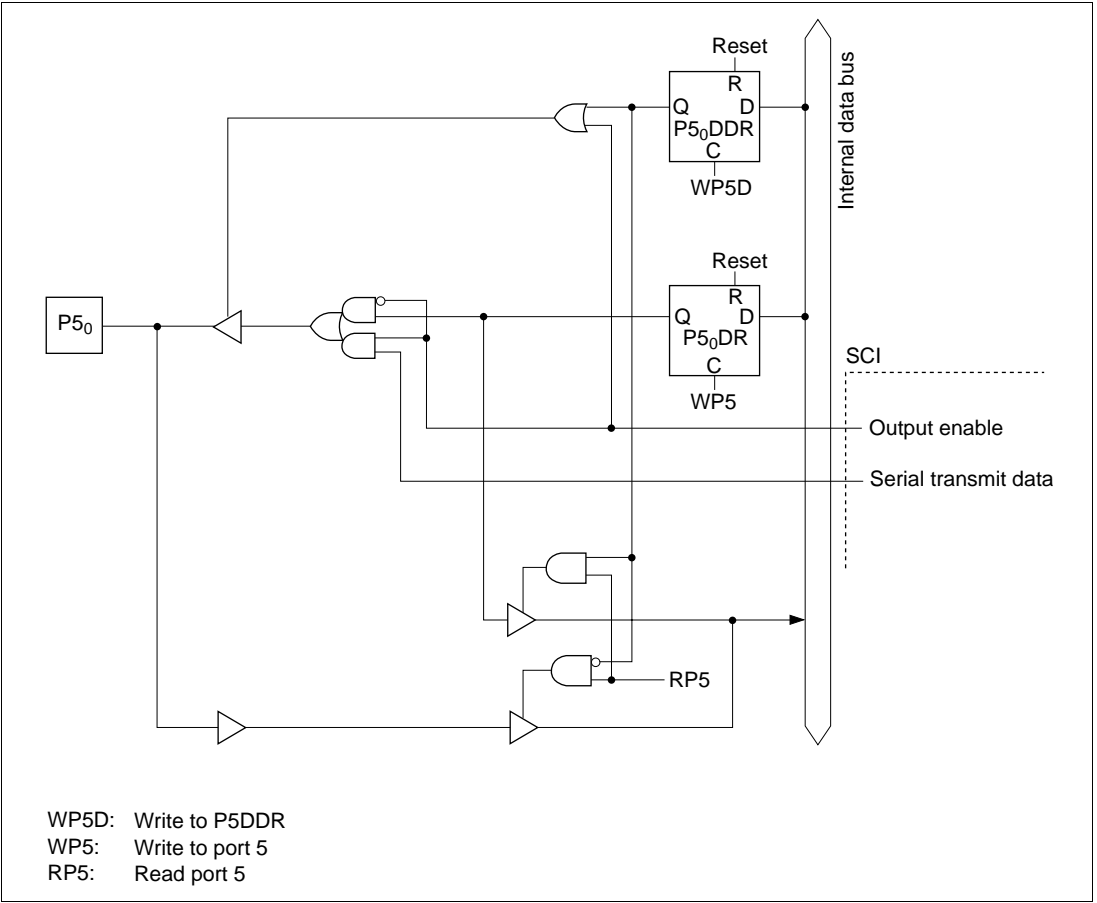 Reset
R
Q D
P5₀DDR
C
WP5D
Internal data bus
Reset
R
P5₀
Q D
P5₀DR
C
WP5
SCI
Output enable
Serial transmit data
RP5
WP5D: Write to P5DDR
WP5: Write to port 5
RP5: Read port 5